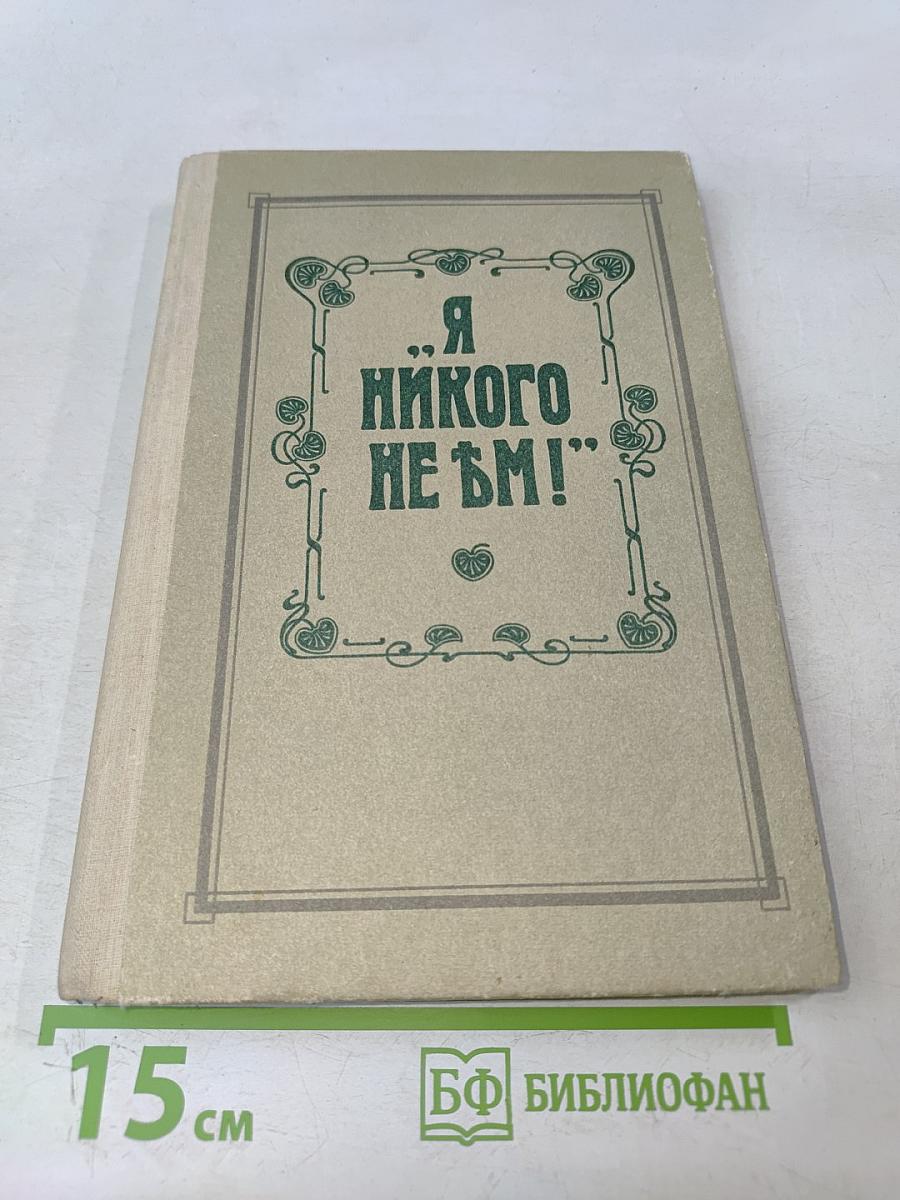 „Я
НИКОГО
НЕ ѢМ!”
15 см
БФ БИБЛИОФАН